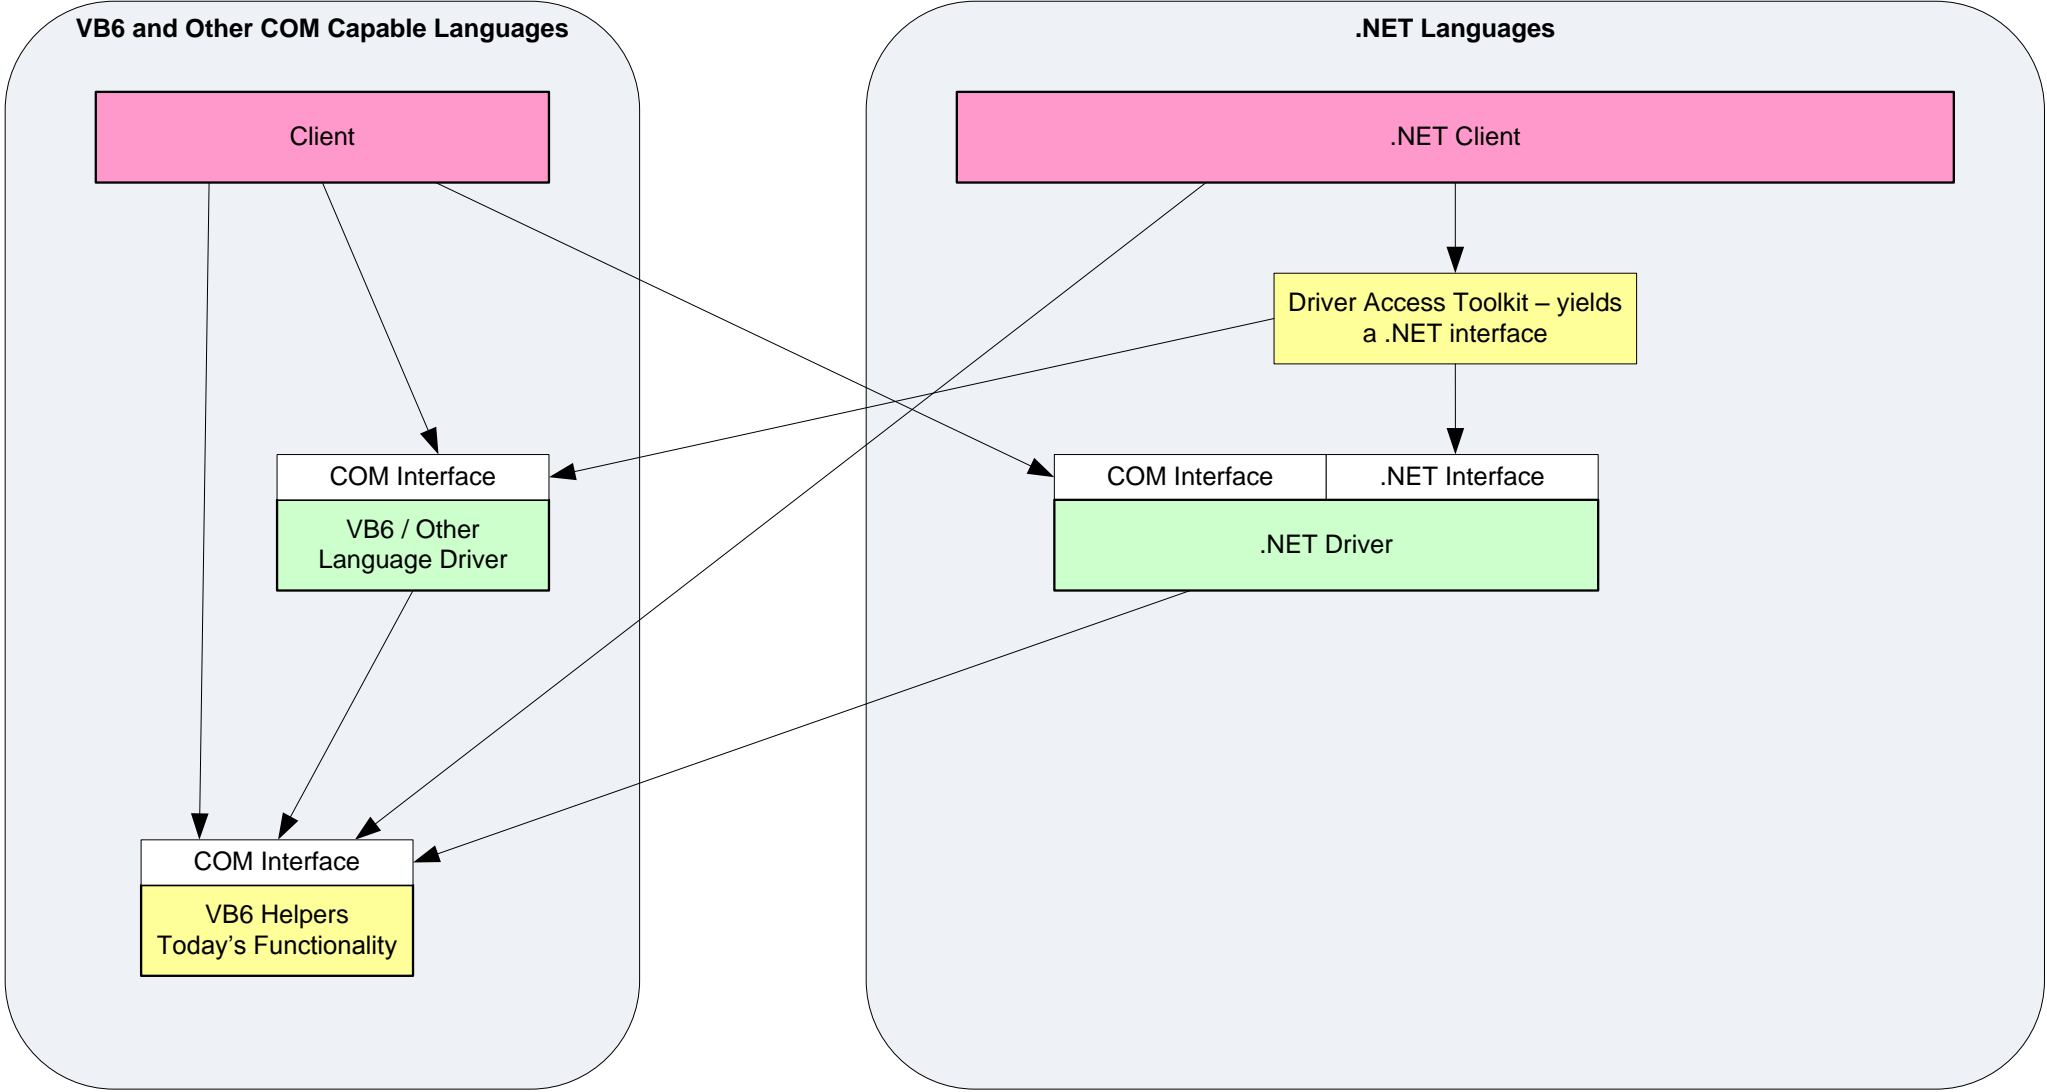 VB6 and Other COM Capable Languages
Client
COM Interface
VB6 / Other
Language Driver
COM Interface
VB6 Helpers
Today’s Functionality
.NET Languages
.NET Client
Driver Access Toolkit – yields
a .NET interface
COM Interface
.NET Interface
.NET Driver